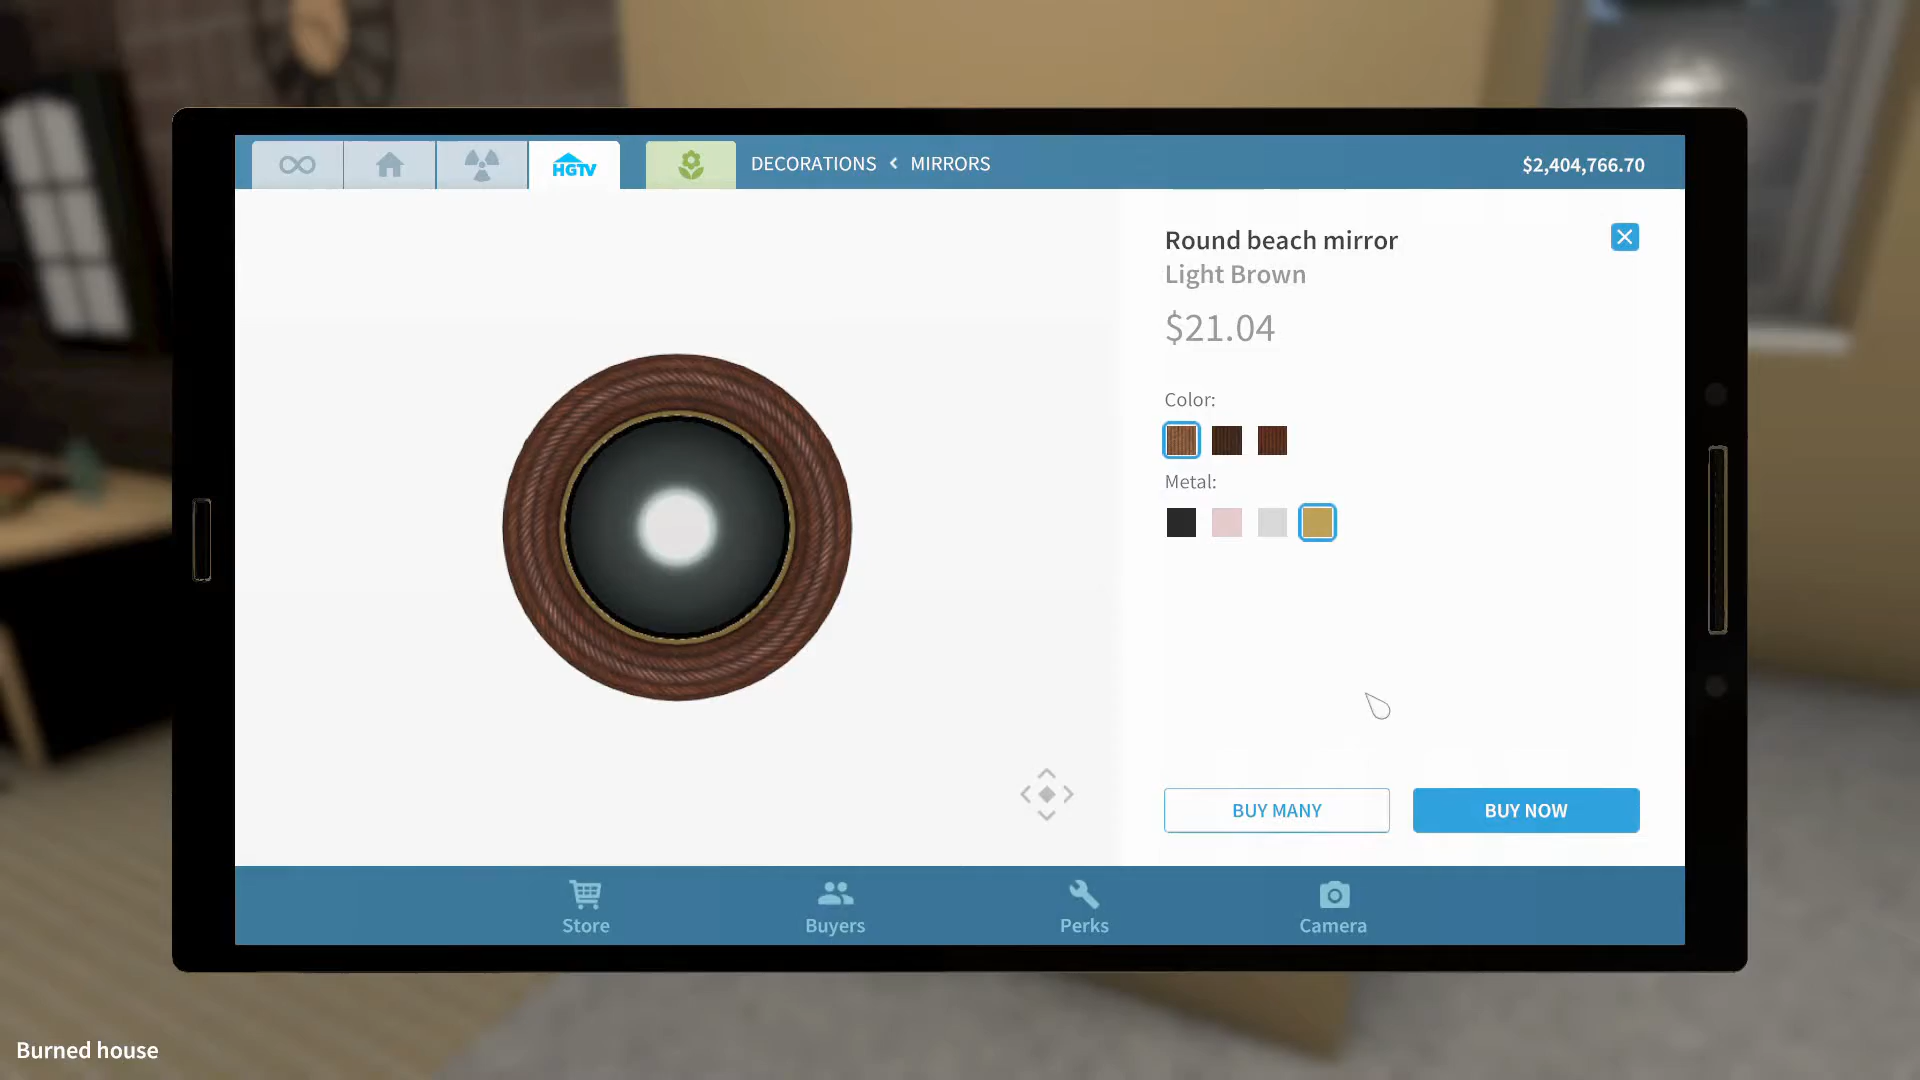 HGTV
DECORATIONS < MIRRORS
$2,404,766.70
Round beach mirror
Light Brown
$21.04
Color:
Metal:
BUY MANY
BUY NOW
Store
Buyers
Perks
Camera
Burned house